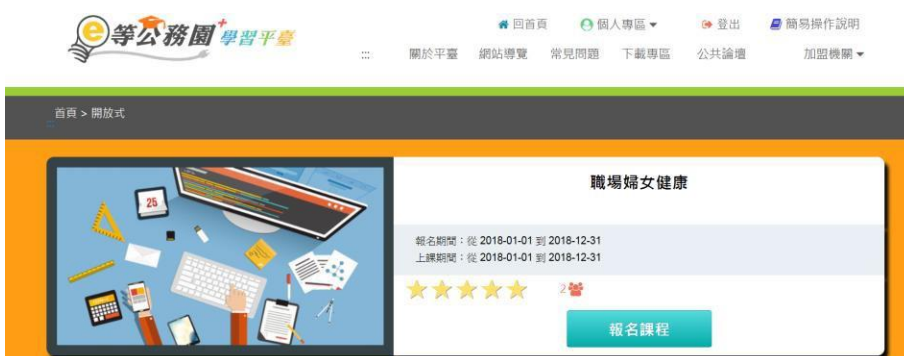 e等公務園+學習平臺
回首頁 個人專區 登出 簡易操作說明
::: 關於平臺 網站導覽 常見問題 下載專區 公共論壇 加盟機關
首頁 > 開放式
:::
25
職場婦女健康
報名期間：從 2018-01-01 到 2018-12-31
上課期間：從 2018-01-01 到 2018-12-31
2
報名課程